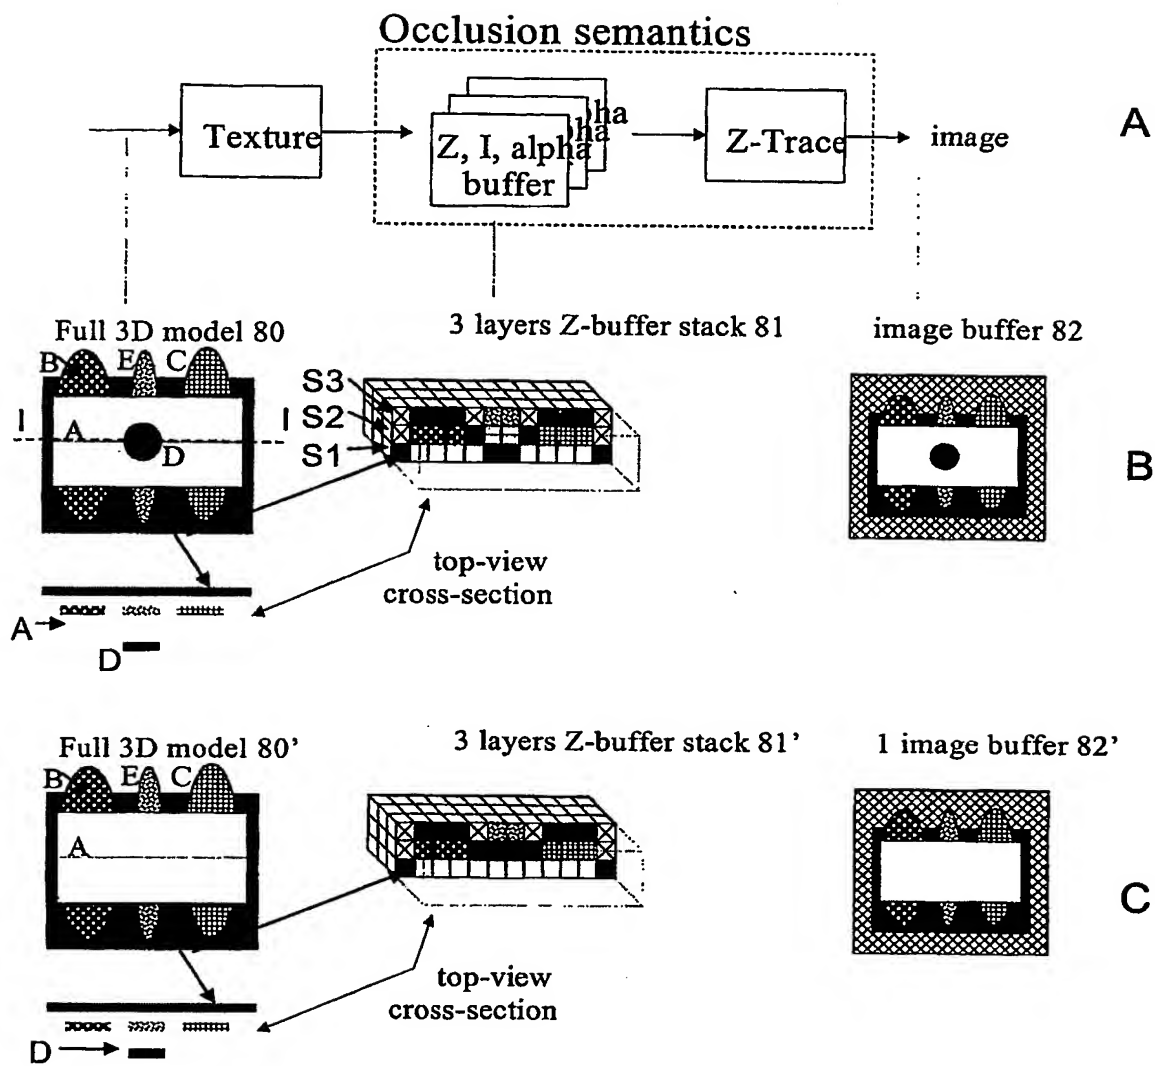 Occlusion semantics
Texture
Z, I, alpha
buffer
pha
pha
Z-Trace
image
A
Full 3D model 80
3 layers Z-buffer stack 81
image buffer 82
B E C
I A I
D
S3
S2
S1
B
top-view
cross-section
A
D
Full 3D model 80'
3 layers Z-buffer stack 81'
1 image buffer 82'
B E C
A
C
top-view
cross-section
D